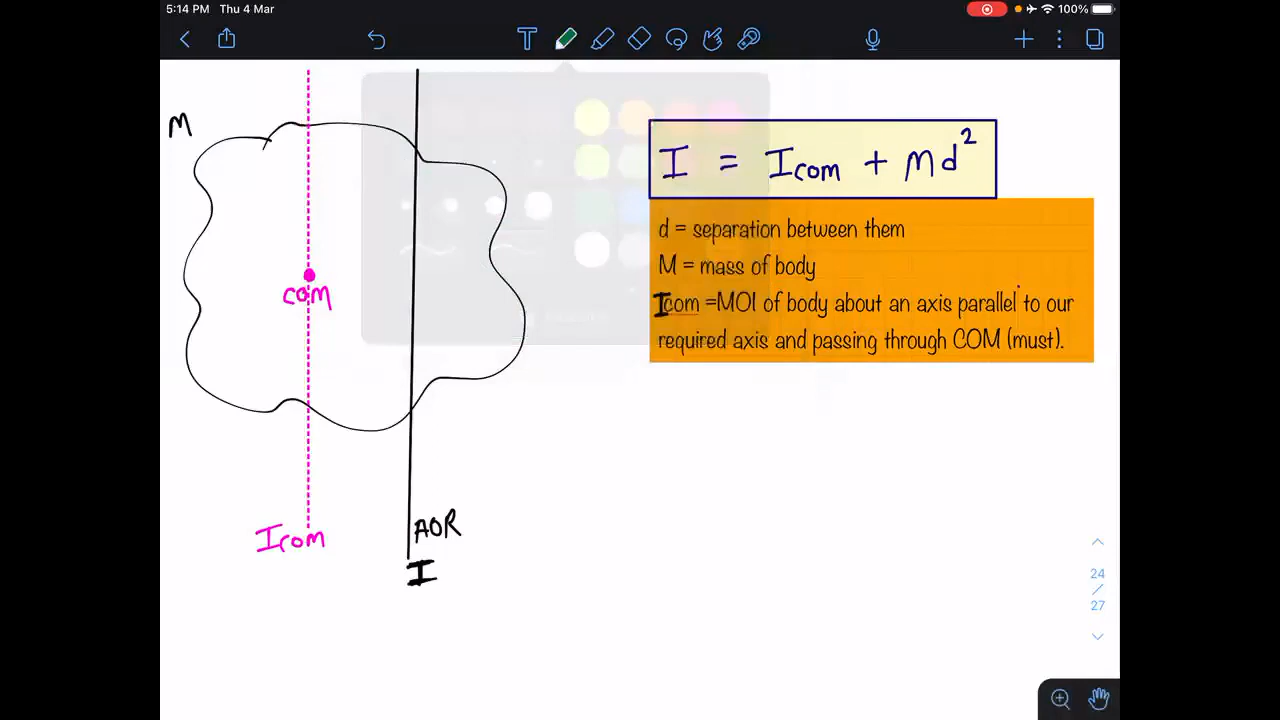 5:14 PM Thu 4 Mar
100%
T
M
I = Icom + Md²
d = separation between them
M = mass of body
com
Icom =MOI of body about an axis parallel to our
required axis and passing through COM (must).
AOR
Icom
I
24
/
27